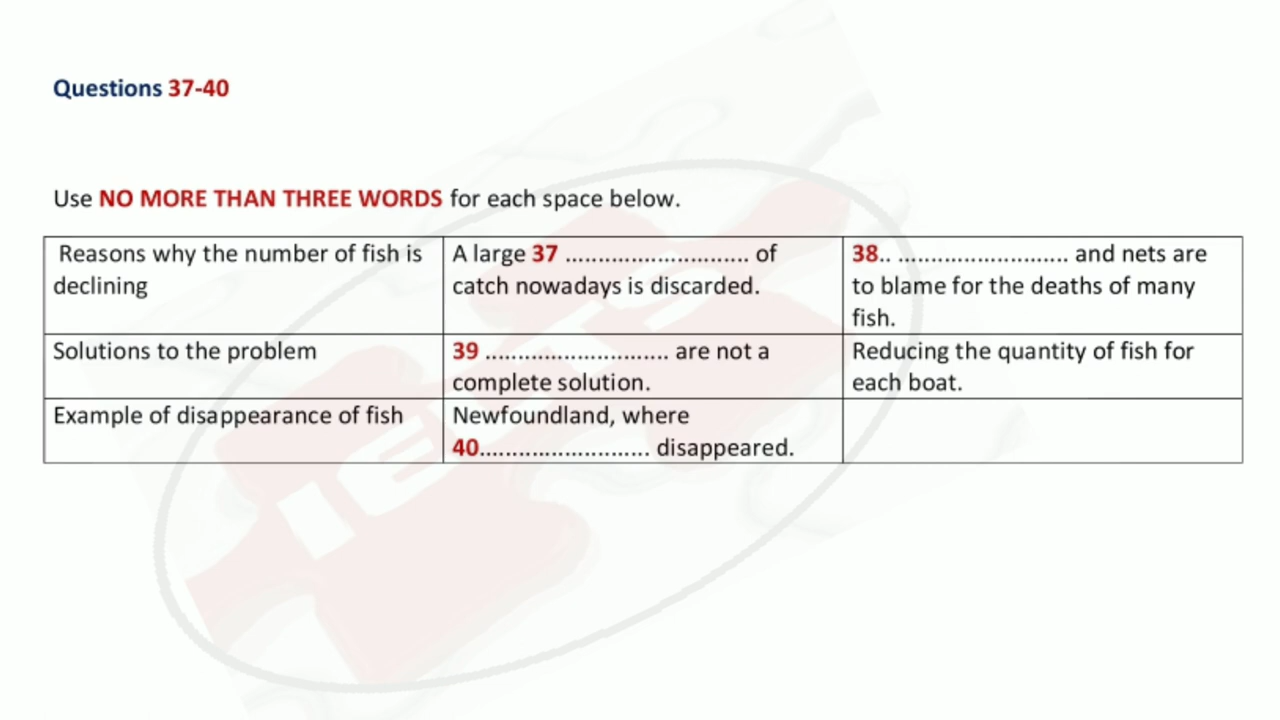 Questions 37-40
Use NO MORE THAN THREE WORDS for each space below.
Reasons why the number of fish is
declining
A large 37 ............................ of
catch nowadays is discarded.
38.. .......................... and nets are
to blame for the deaths of many
fish.
Solutions to the problem
39 ............................ are not a
complete solution.
Reducing the quantity of fish for
each boat.
Example of disappearance of fish
Newfoundland, where
40.......................... disappeared.
IELTS